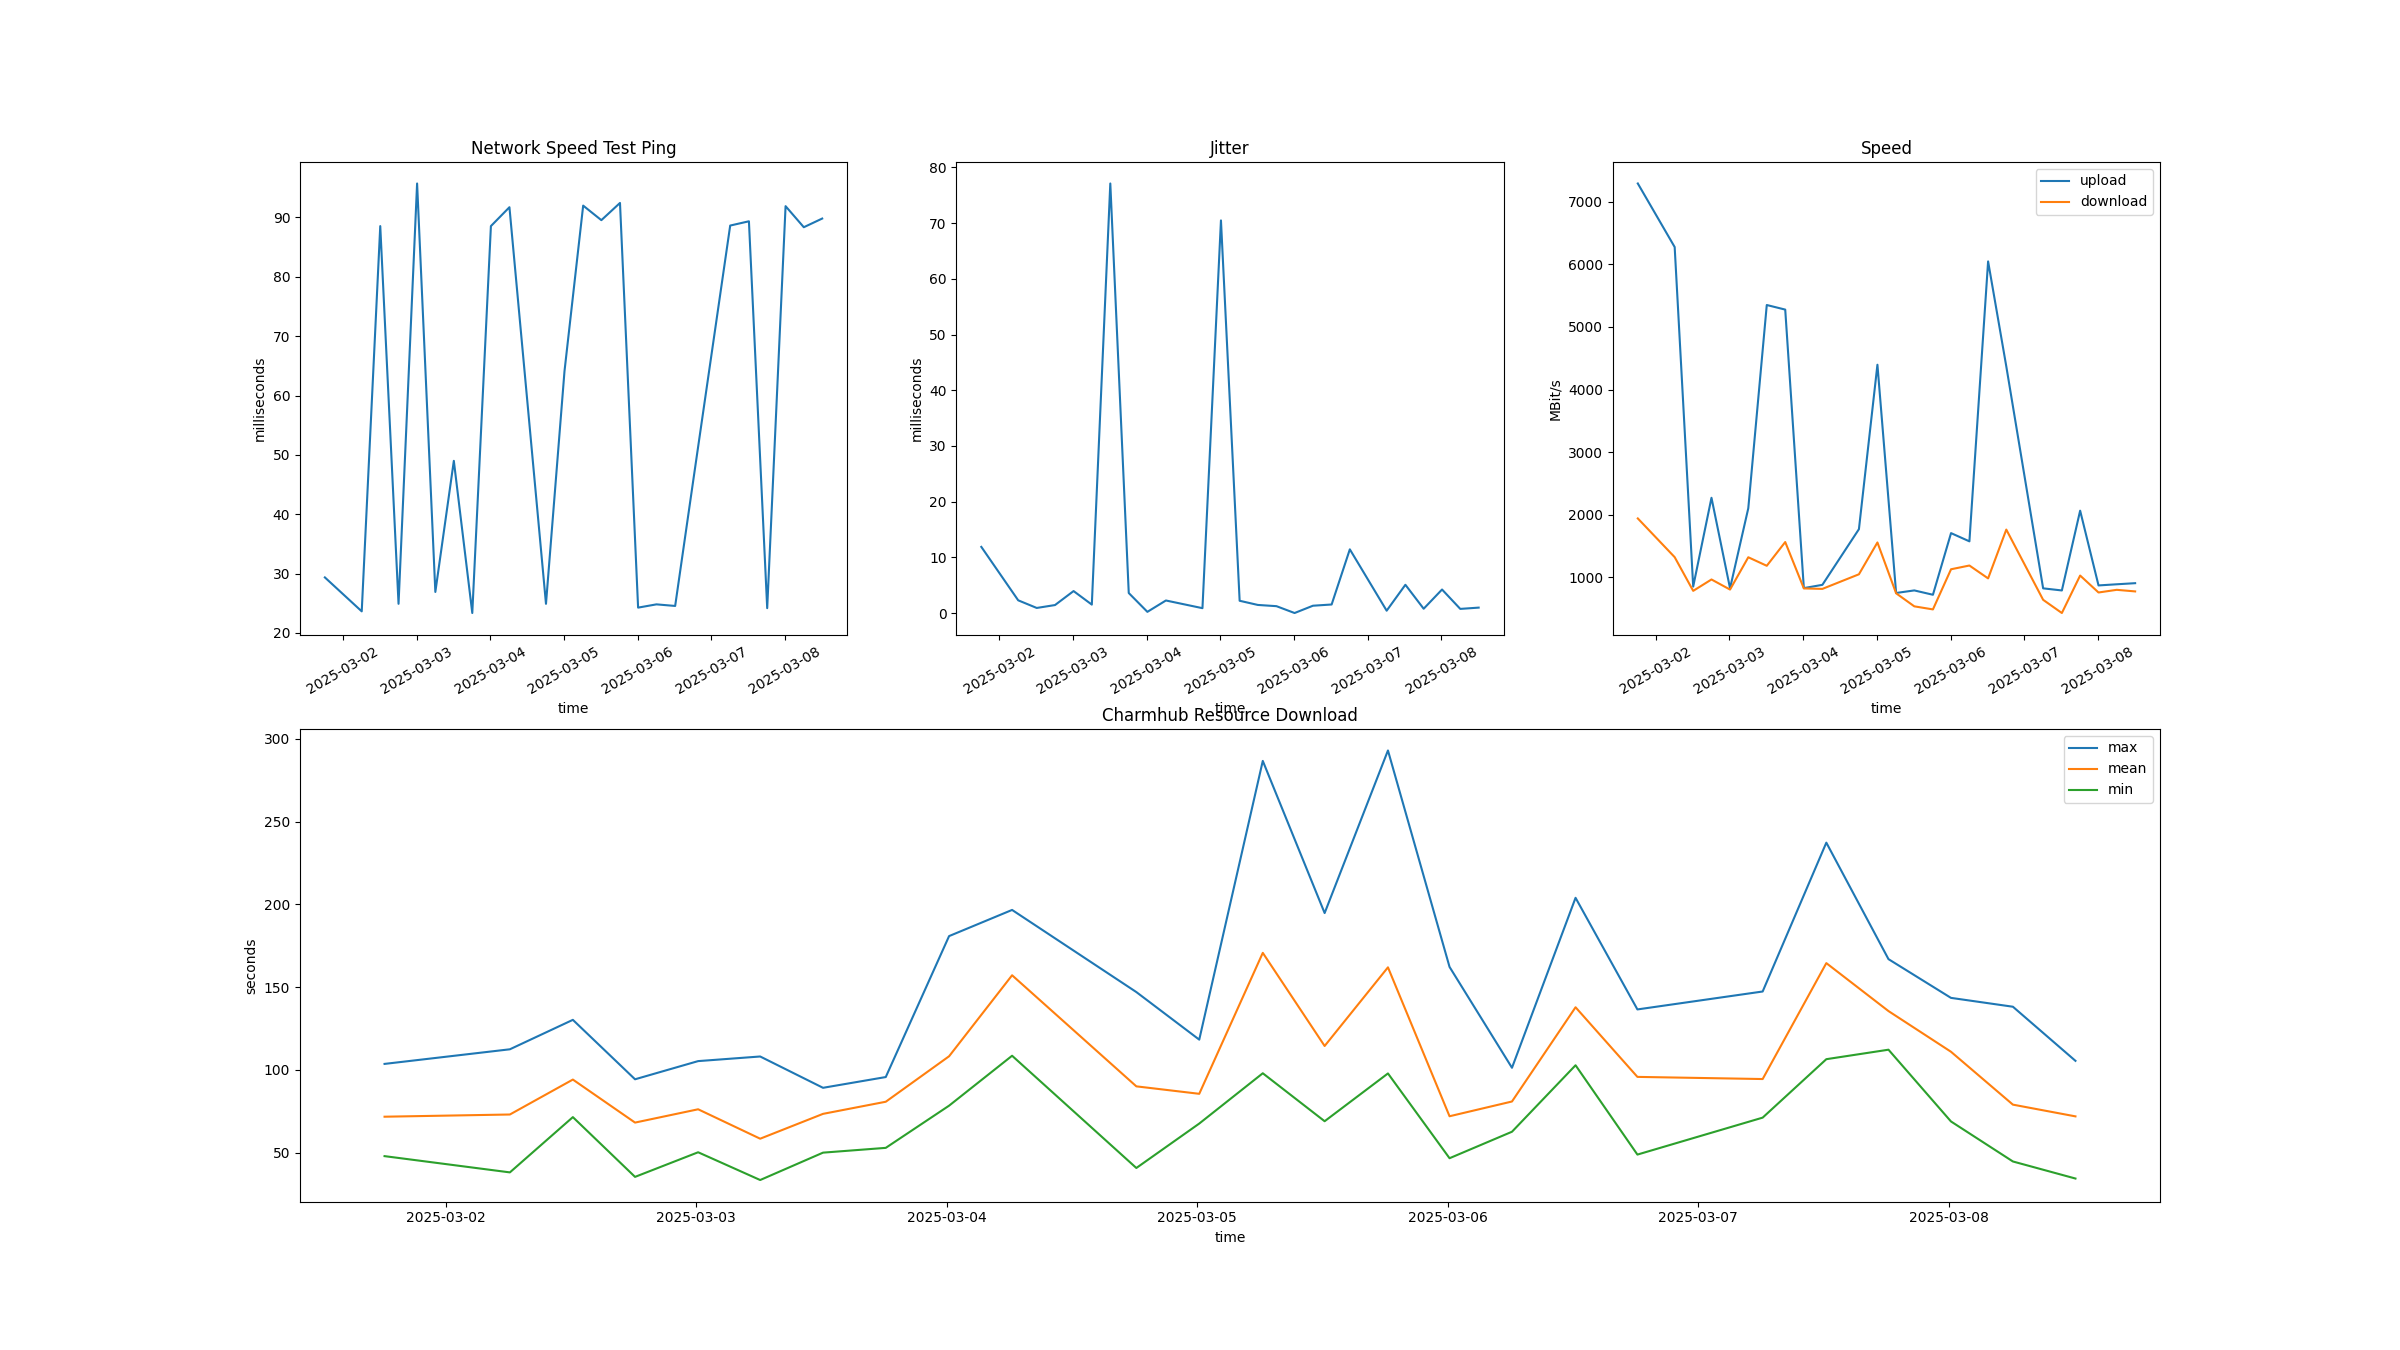 Network Speed Test Ping
milliseconds
90
80
70
60
50
40
30
20
2025-03-02 2025-03-03 2025-03-04 2025-03-05 2025-03-06 2025-03-07 2025-03-08
time
Jitter
milliseconds
80
70
60
50
40
30
20
10
0
2025-03-02 2025-03-03 2025-03-04 2025-03-05 2025-03-06 2025-03-07 2025-03-08
time
Speed
upload
download
MBit/s
7000
6000
5000
4000
3000
2000
1000
2025-03-02 2025-03-03 2025-03-04 2025-03-05 2025-03-06 2025-03-07 2025-03-08
time
Charmhub Resource Download
max
mean
min
seconds
300
250
200
150
100
50
2025-03-02 2025-03-03 2025-03-04 2025-03-05 2025-03-06 2025-03-07 2025-03-08
time